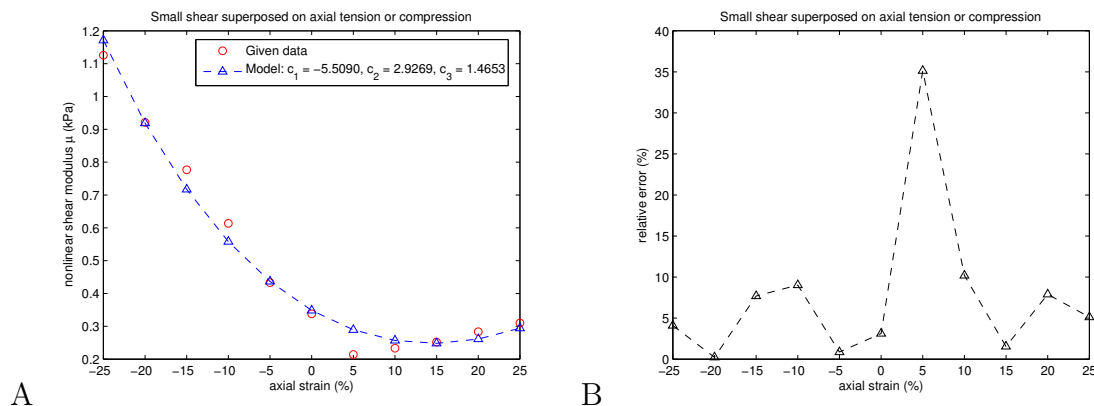 Small shear superposed on axial tension or compression
1.2
1.1
1
0.9
0.8
0.7
0.6
0.5
0.4
0.3
0.2
nonlinear shear modulus μ (kPa)
Given data
Model: c₁ = −5.5090, c₂ = 2.9269, c₃ = 1.4653
−25 −20 −15 −10 −5 0 5 10 15 20 25
axial strain (%)
A
Small shear superposed on axial tension or compression
40
35
30
25
20
15
10
5
0
relative error (%)
−25 −20 −15 −10 −5 0 5 10 15 20 25
axial strain (%)
B